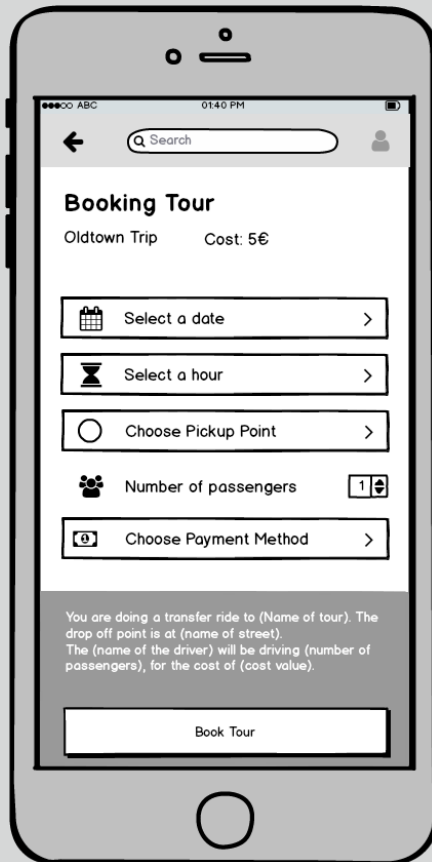 ABC 01:40 PM
Search
Booking Tour
Oldtown Trip Cost: 5€
Select a date
Select a hour
Choose Pickup Point
Number of passengers 1
Choose Payment Method
You are doing a transfer ride to (Name of tour). The
drop off point is at (name of street).
The (name of the driver) will be driving (number of
passengers), for the cost of (cost value).
Book Tour